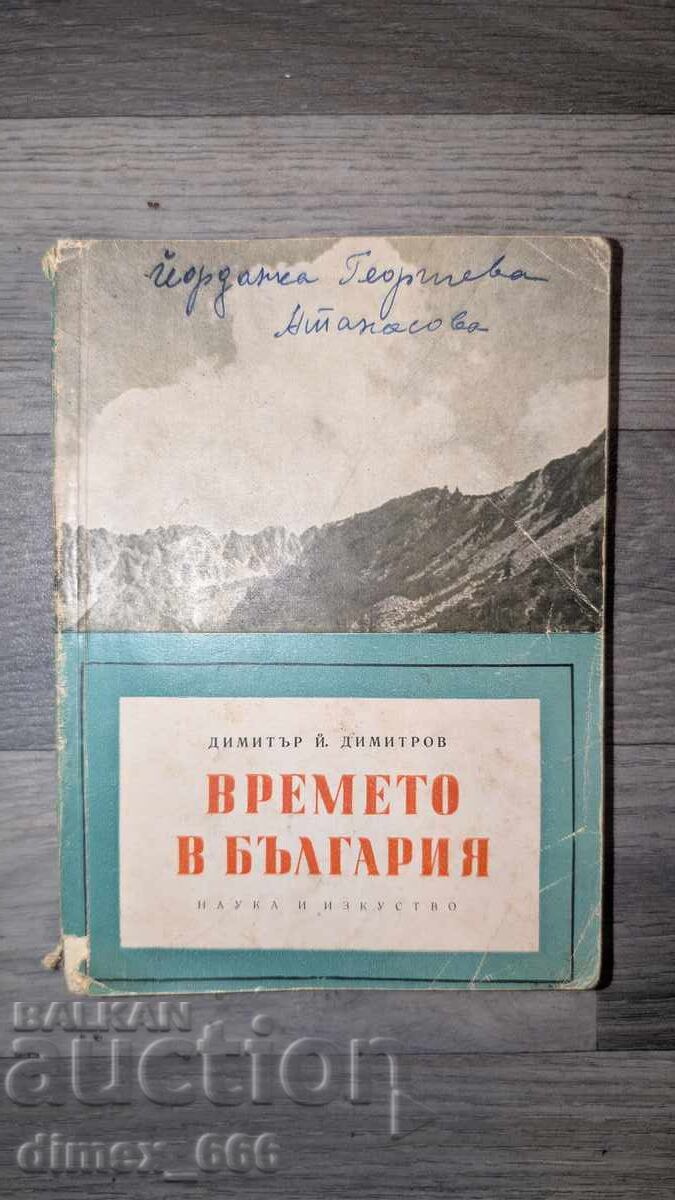 Йорданка Георгиева
Атанасова
ДИМИТЪР Й. ДИМИТРОВ
ВРЕМЕТО
В БЪЛГАРИЯ
НАУКА И ИЗКУСТВО
BALKAN
auction
dimex_666